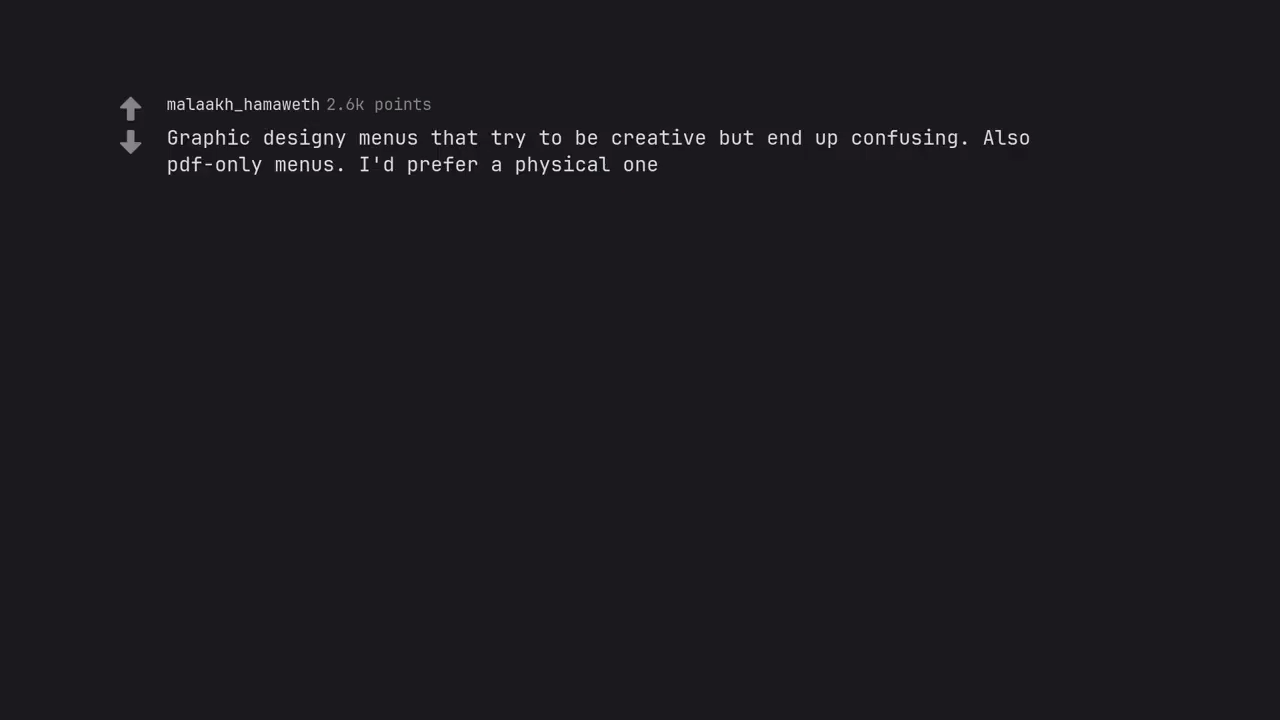 malaakh_hamaweth 2.6k points
Graphic designy menus that try to be creative but end up confusing. Also
pdf-only menus. I'd prefer a physical one